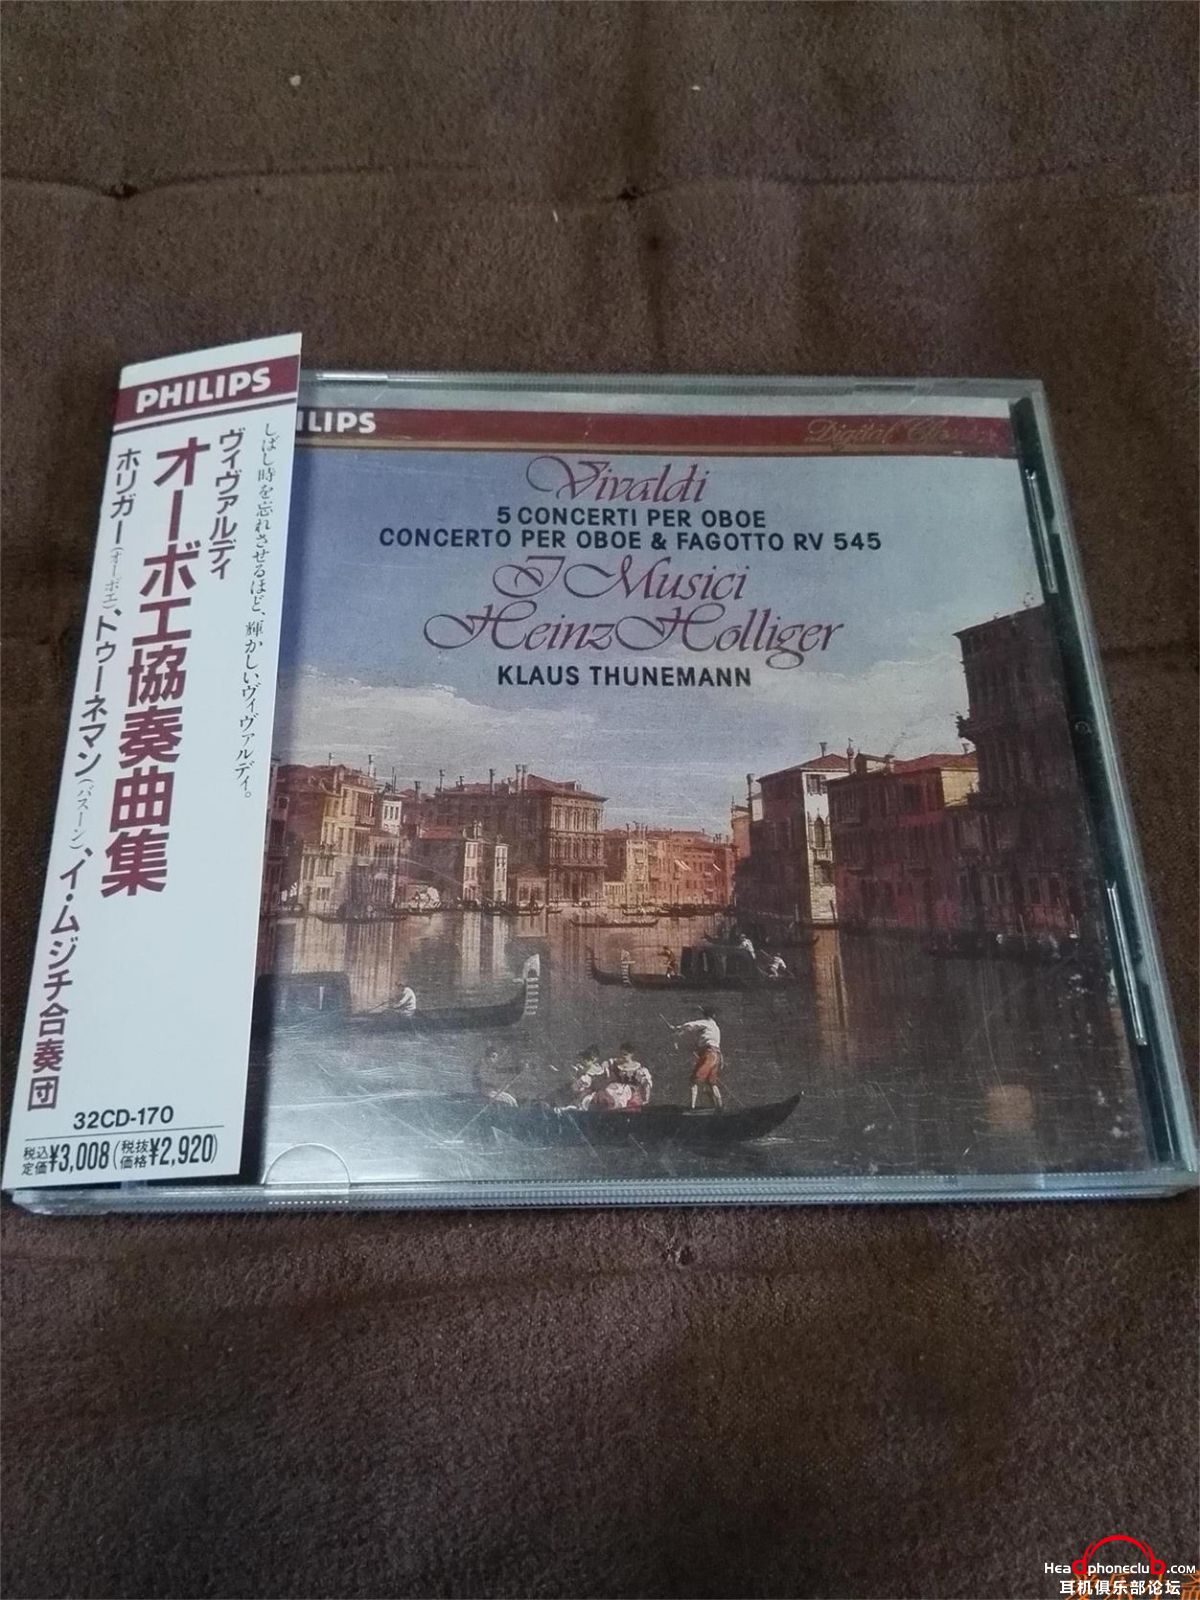 PHILIPS
しばし時を忘れさせるほど、輝かしいヴィヴァルディ。
ヴィヴァルディ
オーボエ協奏曲集
ホリガー(オーボエ)、トゥーネマン(バスーン)、イ・ムジチ合奏団
32CD-170
税込定価¥3,008(税抜価格¥2,920)
ILIPS
Digital Classics
Vivaldi
5 CONCERTI PER OBOE
CONCERTO PER OBOE & FAGOTTO RV 545
I Musici
Heinz Holliger
KLAUS THUNEMANN
Headphoneclub.com
耳机俱乐部论坛